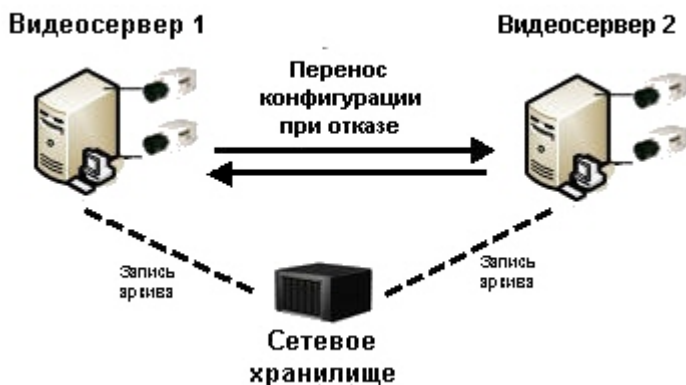 Видеосервер 1
Видеосервер 2
Перенос
конфигурации
при отказе
Запись
архива
Запись
архива
Сетевое
хранилище